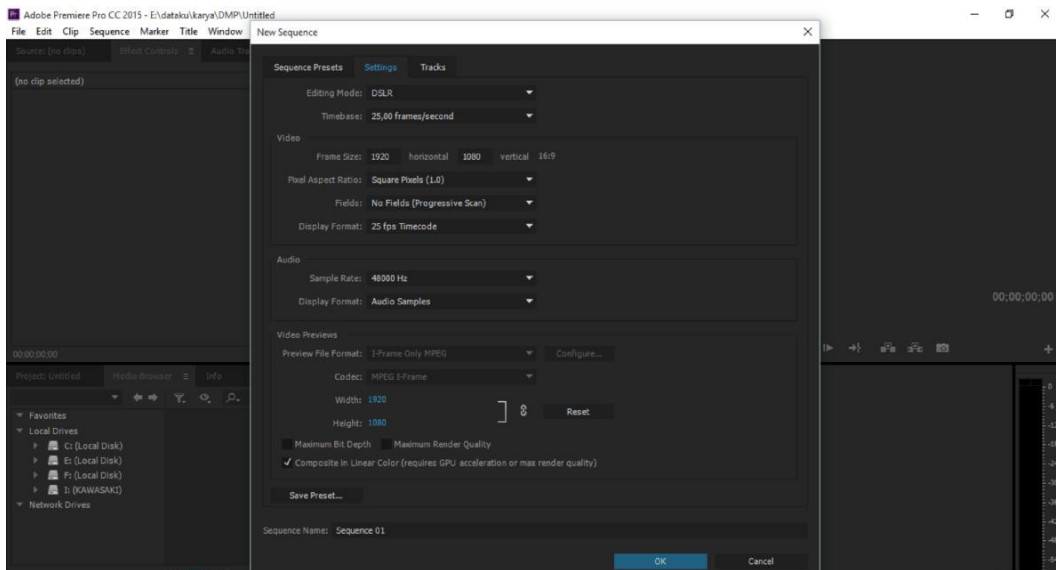 Adobe Premiere Pro CC 2015 - E:\dataku\karya\DMP\Untitled
File Edit Clip Sequence Marker Title Window
New Sequence
Source: (no clips) Effect Controls Audio Tra
(no clip selected)
Sequence Presets Settings Tracks
Editing Mode: DSLR
Timebase: 25,00 frames/second
Video
Frame Size: 1920 horizontal 1080 vertical 16:9
Pixel Aspect Ratio: Square Pixels (1.0)
Fields: No Fields (Progressive Scan)
Display Format: 25 fps Timecode
Audio
Sample Rate: 48000 Hz
Display Format: Audio Samples
Video Previews
Preview File Format: I-Frame Only MPEG Configure...
Codec: MPEG I-Frame
Width: 1920
Height: 1080
Reset
Maximum Bit Depth Maximum Render Quality
Composite in Linear Color (requires GPU acceleration or max render quality)
Save Preset...
Sequence Name: Sequence 01
OK Cancel
00;00;00;00
00;00;00;00
Project: Untitled Media Browser Info
Favorites
Local Drives
C: (Local Disk)
E: (Local Disk)
F: (Local Disk)
I: (KAWASAKI)
Network Drives